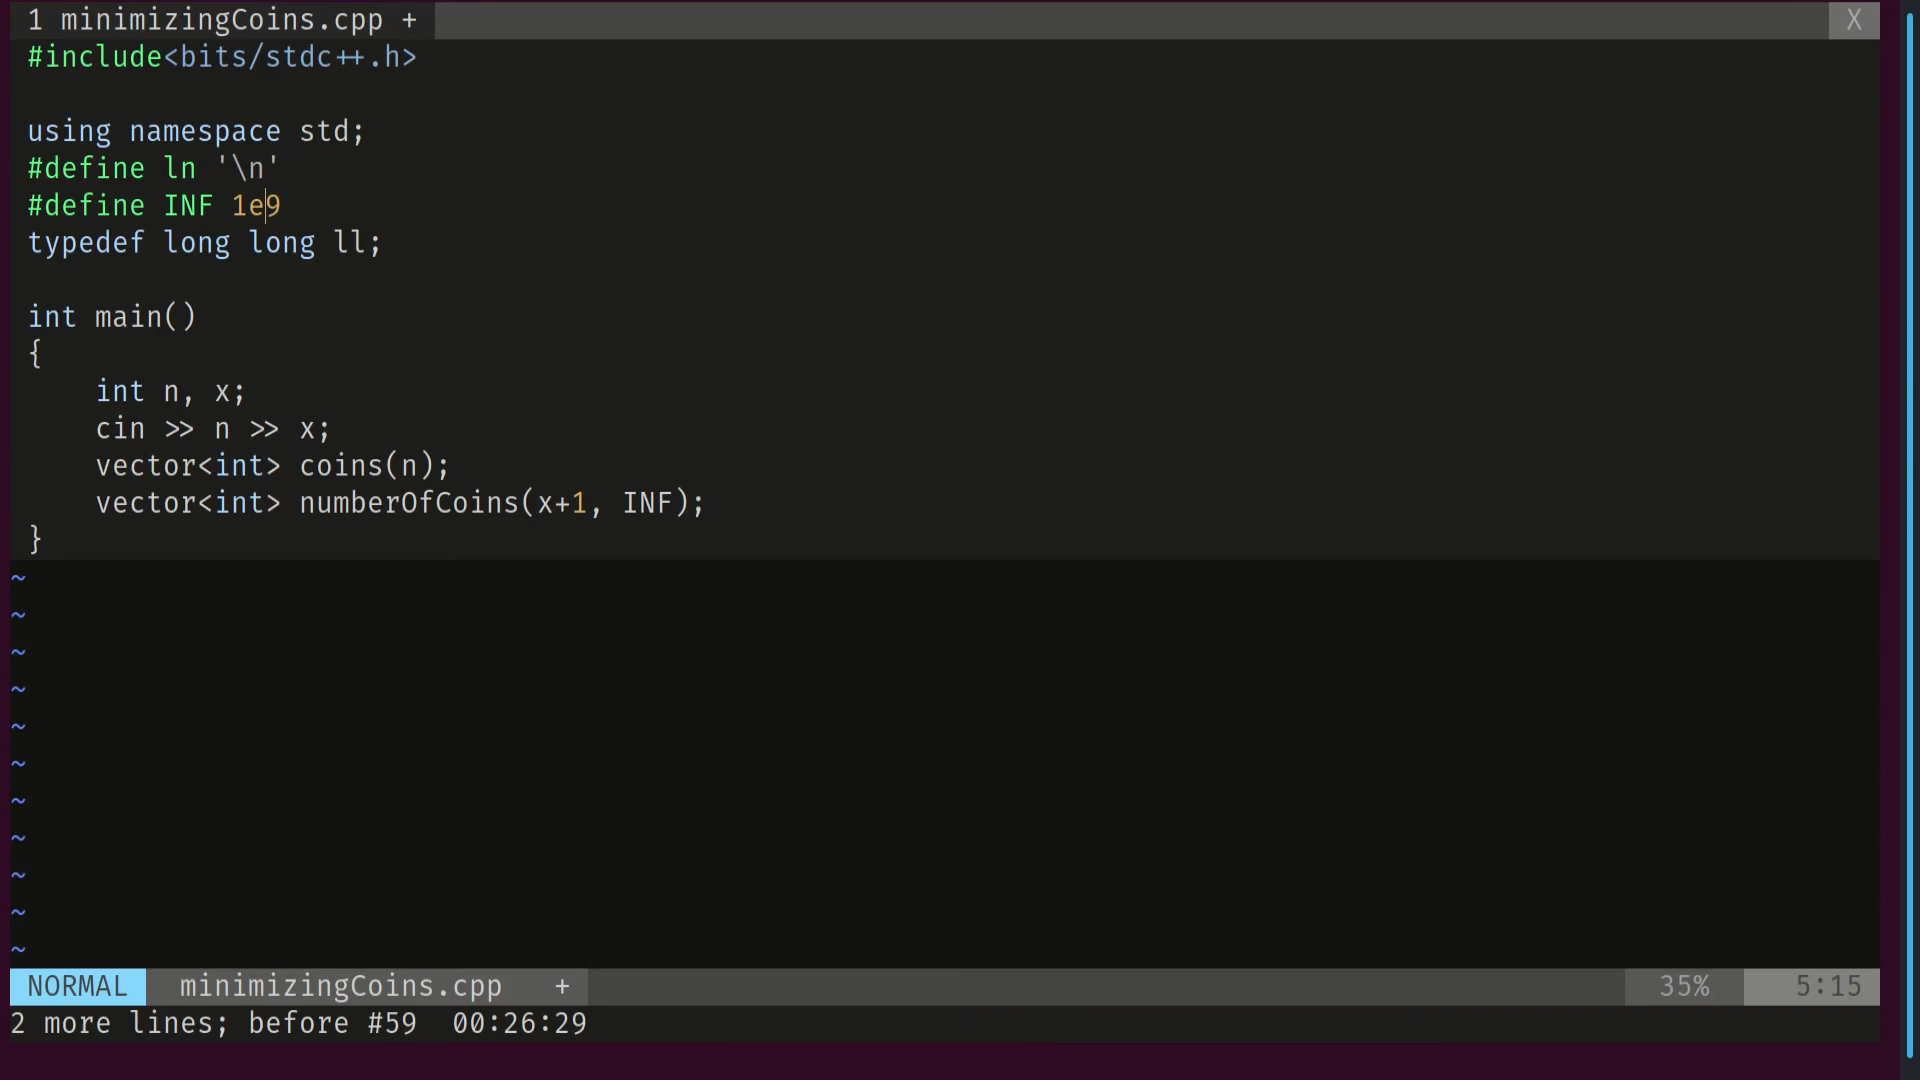 1 minimizingCoins.cpp + X
#include<bits/stdc++.h>
using namespace std;
#define ln '\n'
#define INF 1e9
typedef long long ll;
int main()
{
    int n, x;
    cin >> n >> x;
    vector<int> coins(n);
    vector<int> numberOfCoins(x+1, INF);
}
~
~
~
~
~
~
~
~
~
~
~
NORMAL minimizingCoins.cpp + 35% 5:15
2 more lines; before #59  00:26:29